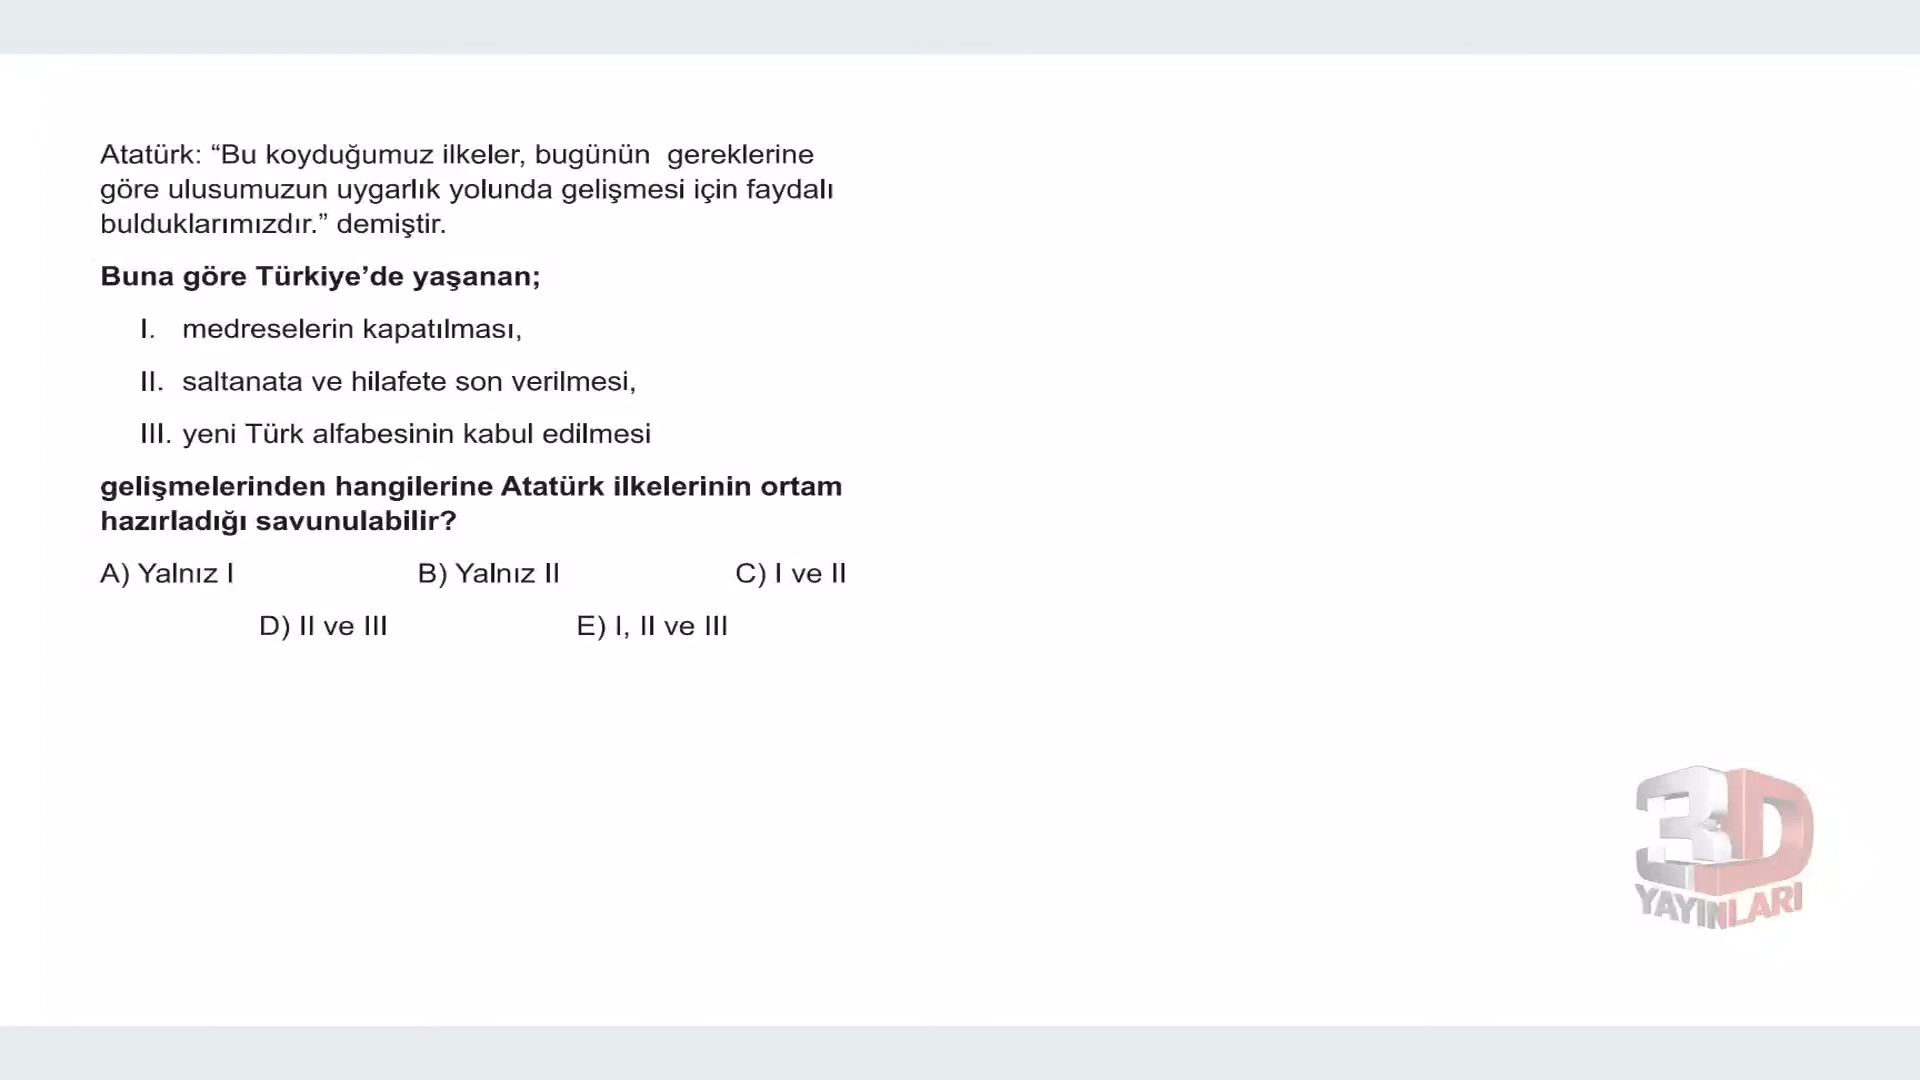 Atatürk: “Bu koyduğumuz ilkeler, bugünün  gereklerine
göre ulusumuzun uygarlık yolunda gelişmesi için faydalı
bulduklarımızdır.” demiştir.
Buna göre Türkiye’de yaşanan;
I. medreselerin kapatılması,
II. saltanata ve hilafete son verilmesi,
III. yeni Türk alfabesinin kabul edilmesi
gelişmelerinden hangilerine Atatürk ilkelerinin ortam
hazırladığı savunulabilir?
A) Yalnız I B) Yalnız II C) I ve II
D) II ve III E) I, II ve III
3D
YAYINLARI